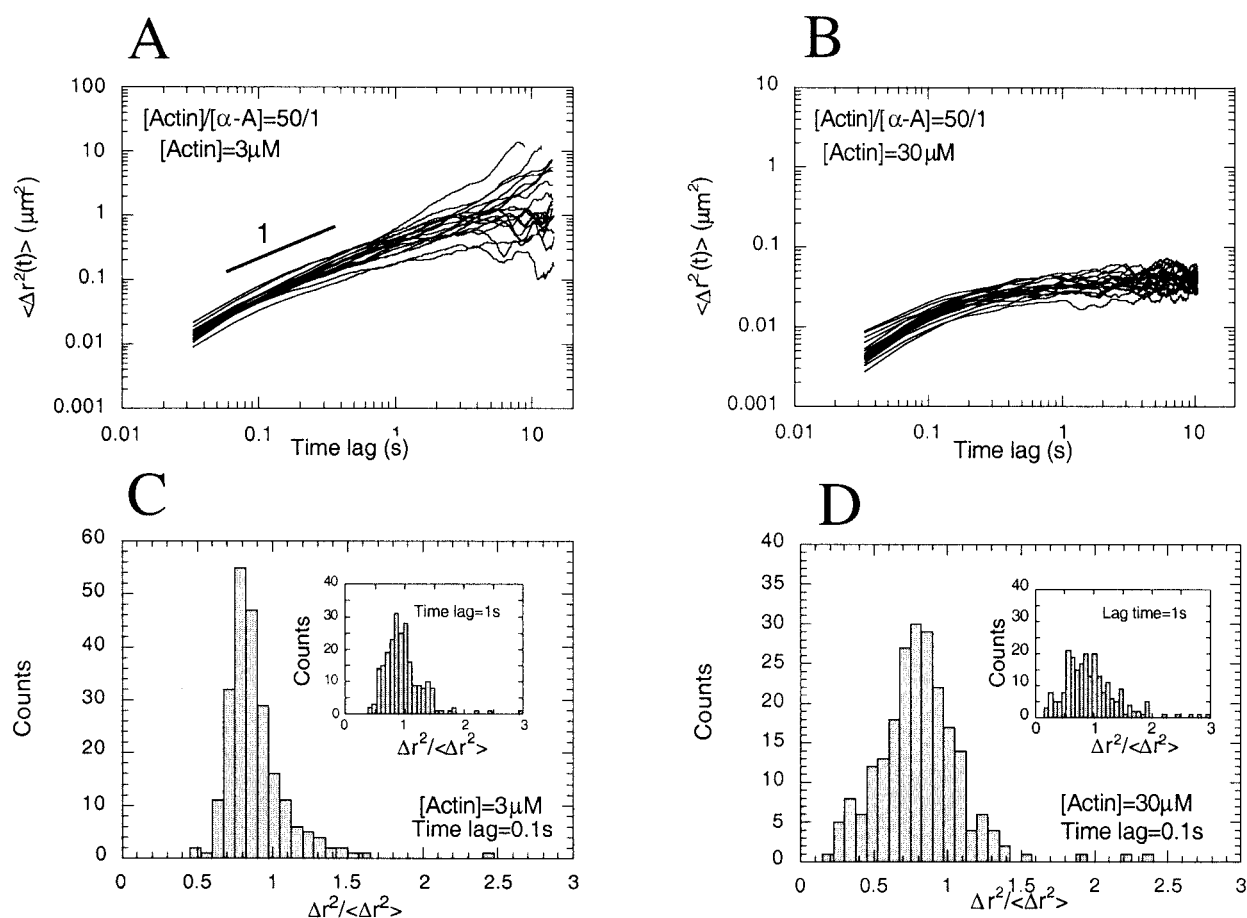 A
100
10
1
0.1
0.01
0.001
<Δr²(t)> (μm²)
[Actin]/[α-A]=50/1
[Actin]=3μM
1
0.01
0.1
1
10
Time lag (s)
B
10
1
0.1
0.01
0.001
<Δr²(t)> (μm²)
[Actin]/[α-A]=50/1
[Actin]=30μM
0.01
0.1
1
10
Time lag (s)
C
60
50
40
30
20
10
0
Counts
40
30
20
10
0
Counts
Time lag=1s
0
1
2
3
Δr²/<Δr²>
[Actin]=3μM
Time lag=0.1s
0
0.5
1
1.5
2
2.5
3
Δr²/<Δr²>
D
40
35
30
25
20
15
10
5
0
Counts
40
30
20
10
0
Counts
Lag time=1s
0
1
2
3
Δr²/<Δr²>
[Actin]=30μM
Time lag=0.1s
0
0.5
1
1.5
2
2.5
3
Δr²/<Δr²>